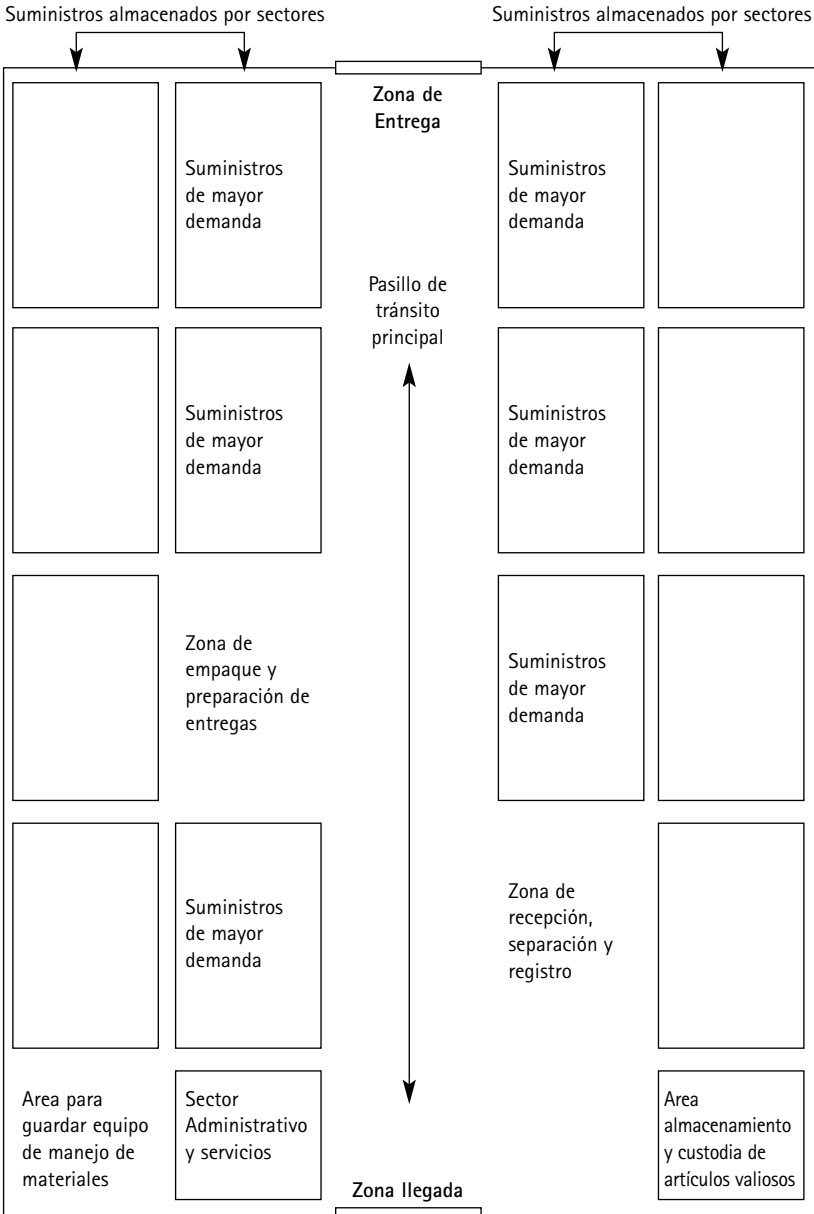 Suministros almacenados por sectores
Suministros almacenados por sectores
Zona de
Entrega
Suministros
de mayor
demanda
Suministros
de mayor
demanda
Pasillo de
tránsito
principal
Suministros
de mayor
demanda
Suministros
de mayor
demanda
Zona de
empaque y
preparación de
entregas
Suministros
de mayor
demanda
Suministros
de mayor
demanda
Zona de
recepción,
separación y
registro
Area para
guardar equipo
de manejo de
materiales
Sector
Administrativo
y servicios
Area
almacenamiento
y custodia de
artículos valiosos
Zona llegada